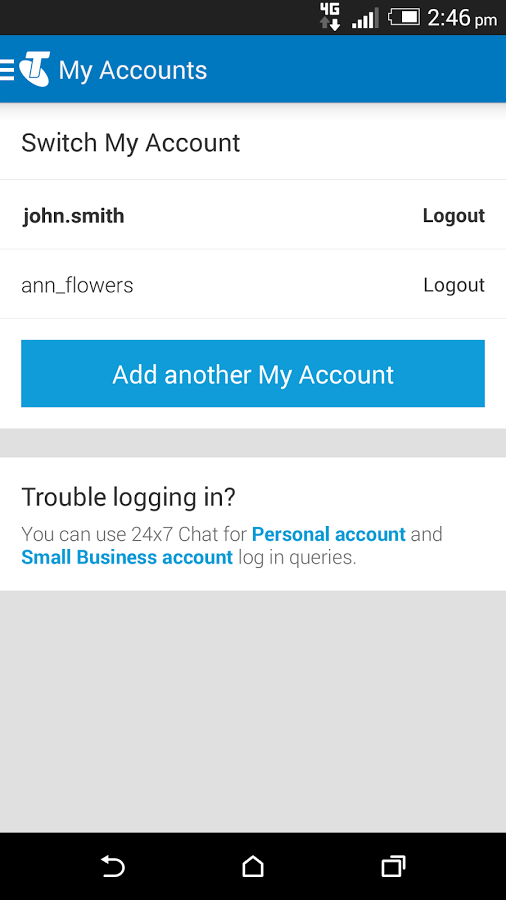 4G 2:46 pm
T My Accounts
Switch My Account
john.smith Logout
ann_flowers Logout
Add another My Account
Trouble logging in?
You can use 24x7 Chat for Personal account and
Small Business account log in queries.